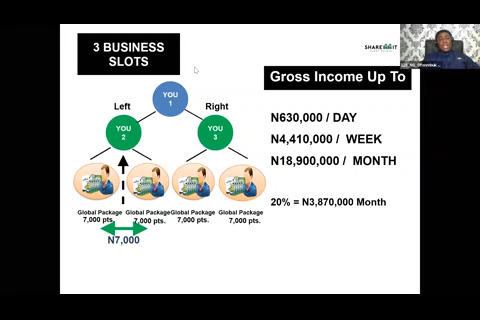 3 BUSINESS
SLOTS
SHARE IT
Gross Income Up To
YOU
1
Left
Right
YOU
2
YOU
3
N630,000 / DAY
N4,410,000 / WEEK
N18,900,000 / MONTH
20% = N3,870,000 Month
Global Package
7,000 pts.
Global Package
7,000 pts.
Global Package
7,000 pts.
Global Package
7,000 pts.
N7,000